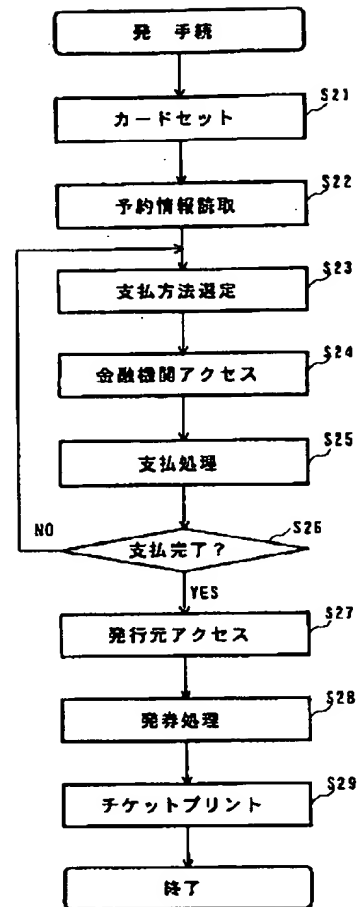 発 手続
S21
カードセット
S22
予約情報読取
S23
支払方法選定
S24
金融機関アクセス
S25
支払処理
S26
支払完了?
NO
YES
S27
発行元アクセス
S28
発券処理
S29
チケットプリント
終了